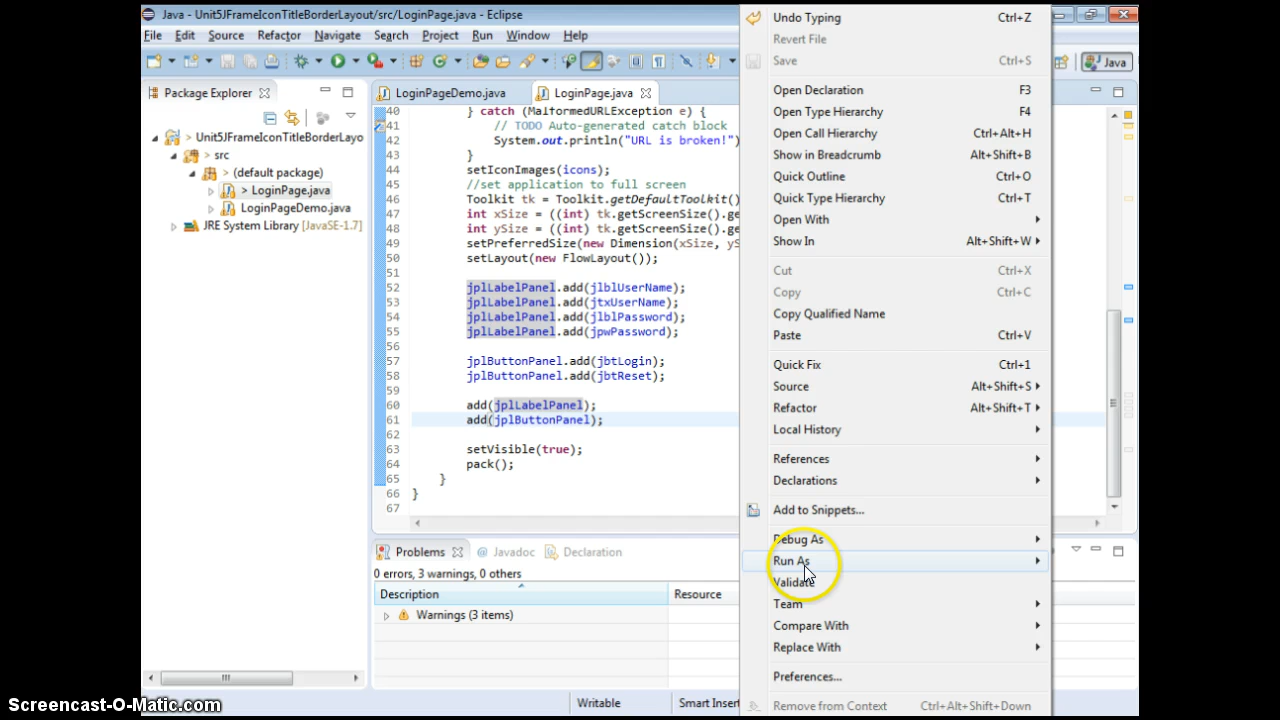 Java - Unit5JFrameIconTitleBorderLayout/src/LoginPage.java - Eclipse
File Edit Source Refactor Navigate Search Project Run Window Help
Java
Package Explorer
> Unit5JFrameIconTitleBorderLayo
> src
> (default package)
> LoginPage.java
LoginPageDemo.java
JRE System Library [JavaSE-1.7]
LoginPageDemo.java LoginPage.java
40 } catch (MalformedURLException e) {
41 // TODO Auto-generated catch block
42 System.out.println("URL is broken!")
43 }
44 setIconImages(icons);
45 //set application to full screen
46 Toolkit tk = Toolkit.getDefaultToolkit()
47 int xSize = ((int) tk.getScreenSize().ge
48 int ySize = ((int) tk.getScreenSize().ge
49 setPreferredSize(new Dimension(xSize, yS
50 setLayout(new FlowLayout());
51
52 jplLabelPanel.add(jlblUserName);
53 jplLabelPanel.add(jtxUserName);
54 jplLabelPanel.add(jlblPassword);
55 jplLabelPanel.add(jpwPassword);
56
57 jplButtonPanel.add(jbtLogin);
58 jplButtonPanel.add(jbtReset);
59
60 add(jplLabelPanel);
61 add(jplButtonPanel);
62
63 setVisible(true);
64 pack();
65 }
66 }
67
Problems @ Javadoc Declaration
0 errors, 3 warnings, 0 others
Description Resource
Warnings (3 items)
Writable Smart Insert
Undo Typing Ctrl+Z
Revert File
Save Ctrl+S
Open Declaration F3
Open Type Hierarchy F4
Open Call Hierarchy Ctrl+Alt+H
Show in Breadcrumb Alt+Shift+B
Quick Outline Ctrl+O
Quick Type Hierarchy Ctrl+T
Open With
Show In Alt+Shift+W
Cut Ctrl+X
Copy Ctrl+C
Copy Qualified Name
Paste Ctrl+V
Quick Fix Ctrl+1
Source Alt+Shift+S
Refactor Alt+Shift+T
Local History
References
Declarations
Add to Snippets...
Debug As
Run As
Validate
Team
Compare With
Replace With
Preferences...
Remove from Context Ctrl+Alt+Shift+Down
Screencast-O-Matic.com